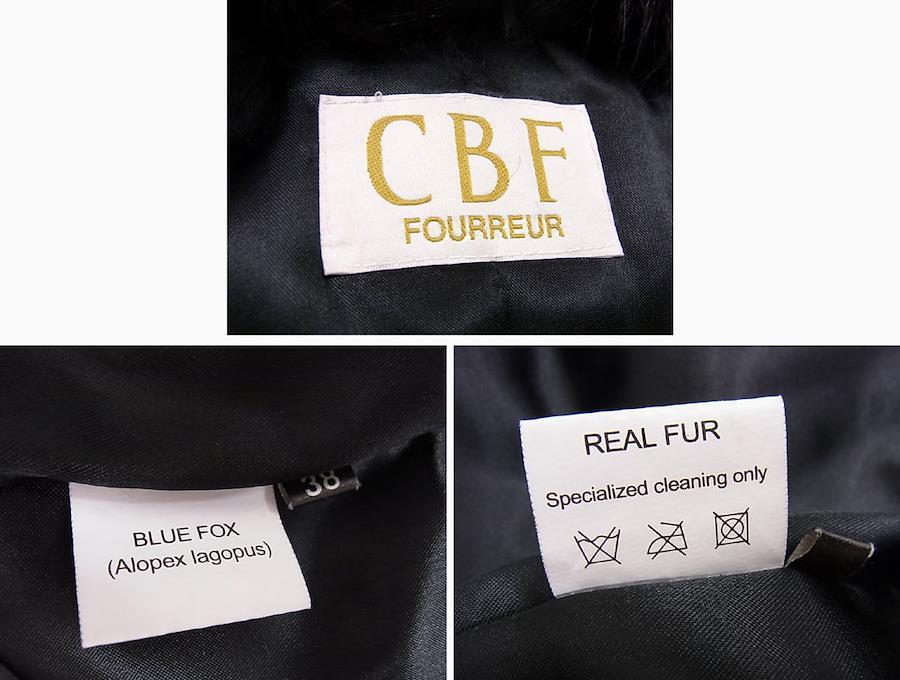 CBF
FOURREUR
BLUE FOX
(Alopex lagopus)
38
REAL FUR
Specialized cleaning only